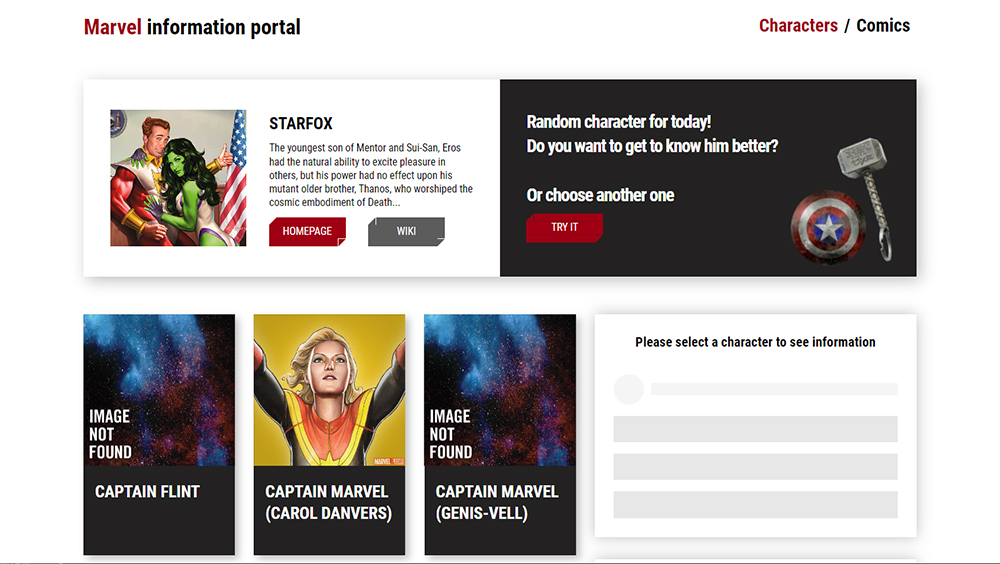 Marvel information portal
Characters / Comics
STARFOX
The youngest son of Mentor and Sui-San, Eros
had the natural ability to excite pleasure in
others, but his power had no effect upon his
mutant older brother, Thanos, who worshiped the
cosmic embodiment of Death...
HOMEPAGE
WIKI
Random character for today!
Do you want to get to know him better?
Or choose another one
TRY IT
IMAGE
NOT
FOUND
CAPTAIN FLINT
MARVEL
CAPTAIN MARVEL
(CAROL DANVERS)
IMAGE
NOT
FOUND
CAPTAIN MARVEL
(GENIS-VELL)
Please select a character to see information